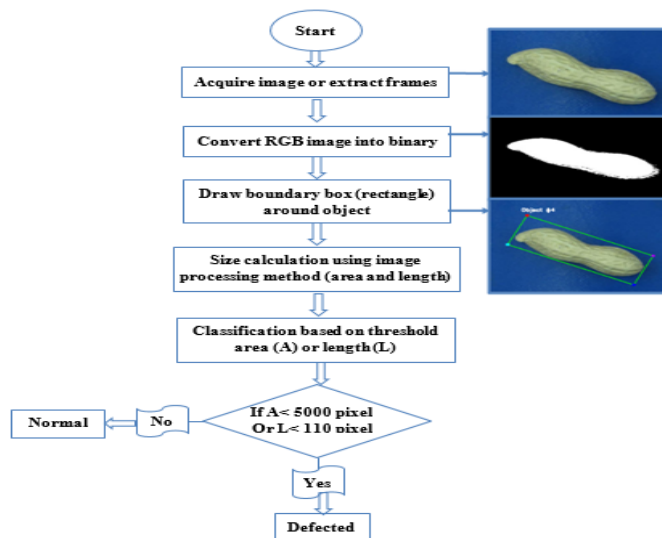 Start
Acquire image or extract frames
Convert RGB image into binary
Draw boundary box (rectangle)
around object
Object #4
Size calculation using image
processing method (area and length)
Classification based on threshold
area (A) or length (L)
If A< 5000 pixel
Or L< 110 pixel
No
Normal
Yes
Defected